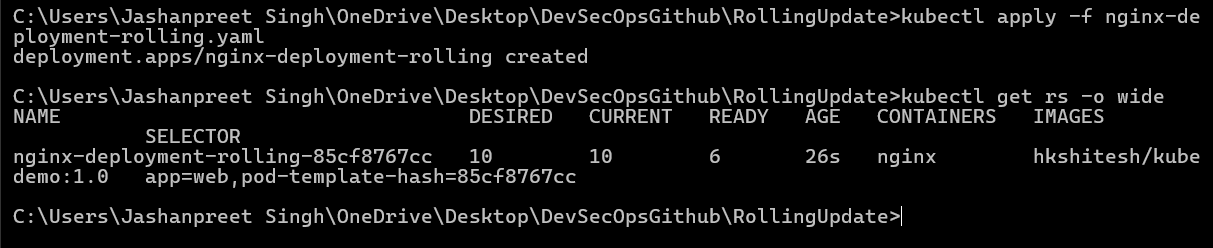 C:\Users\Jashanpreet Singh\OneDrive\Desktop\DevSecOpsGithub\RollingUpdate>kubectl apply -f nginx-de
ployment-rolling.yaml
deployment.apps/nginx-deployment-rolling created
C:\Users\Jashanpreet Singh\OneDrive\Desktop\DevSecOpsGithub\RollingUpdate>kubectl get rs -o wide
NAME                                  DESIRED   CURRENT   READY   AGE   CONTAINERS   IMAGES
           SELECTOR
nginx-deployment-rolling-85cf8767cc   10        10        6       26s   nginx        hkshitesh/kube
demo:1.0   app=web,pod-template-hash=85cf8767cc
C:\Users\Jashanpreet Singh\OneDrive\Desktop\DevSecOpsGithub\RollingUpdate>